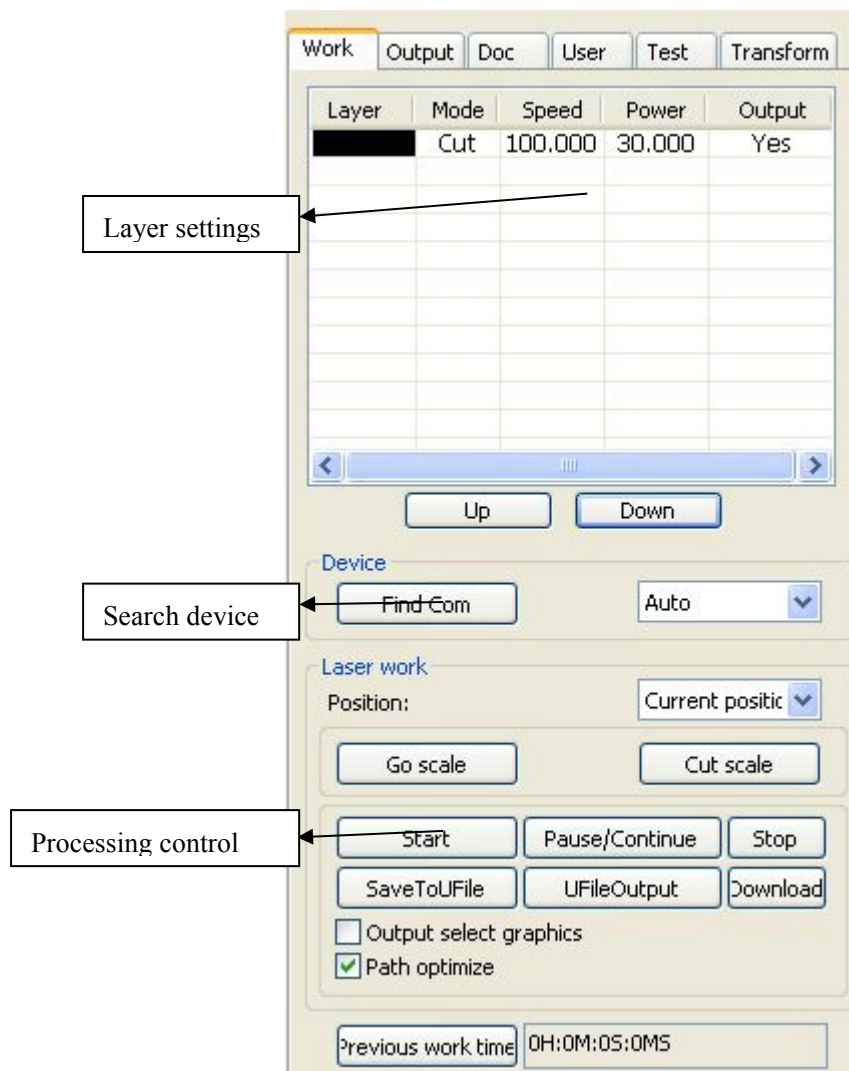 Work Output Doc User Test Transform
Layer Mode Speed Power Output
Cut 100.000 30.000 Yes
Layer settings
Up Down
Device
Find Com Auto
Search device
Laser work
Position: Current positic
Go scale Cut scale
Processing control
Start Pause/Continue Stop
SaveToUFile UFileOutput Download
Output select graphics
Path optimize
Previous work time 0H:0M:0S:0MS